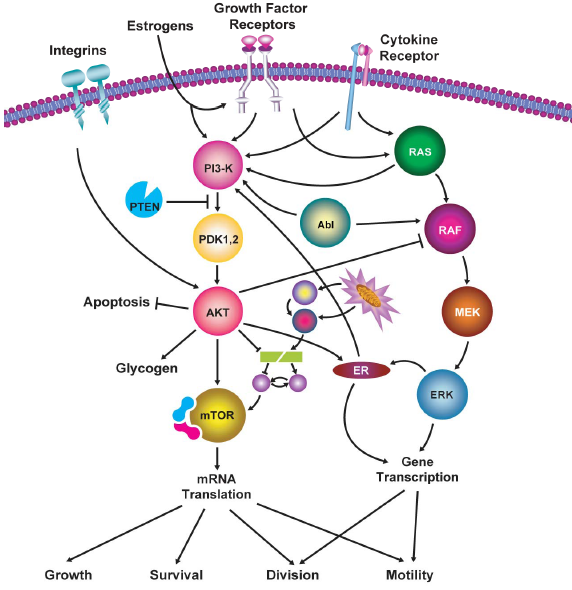 Growth Factor
Receptors
Estrogens
Integrins
Cytokine
Receptor
RAS
PI3-K
PTEN
Abl
RAF
PDK1,2
Apoptosis
AKT
MEK
Glycogen
ER
ERK
mTOR
Gene
Transcription
mRNA
Translation
Growth
Survival
Division
Motility